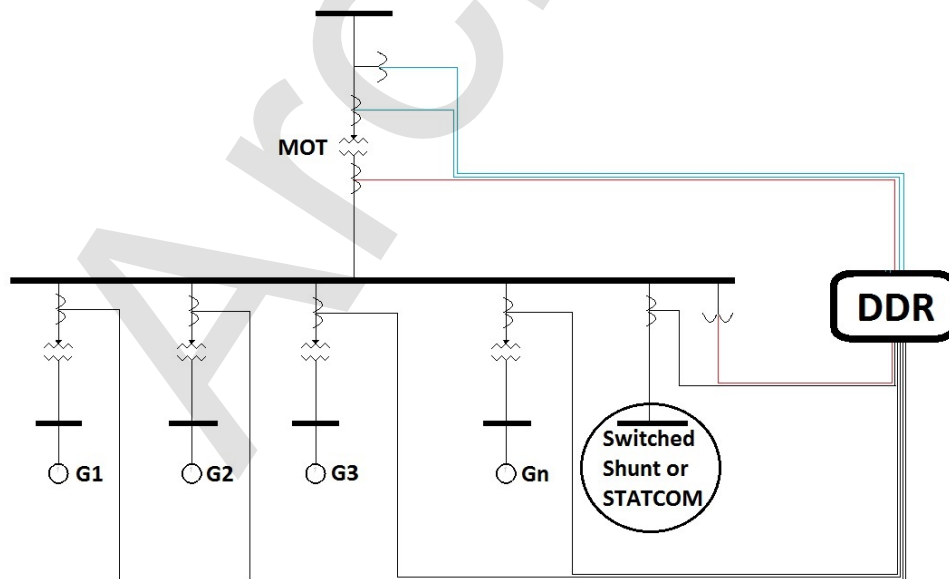 MOT
DDR
G1
G2
G3
Gn
Switched
Shunt or
STATCOM